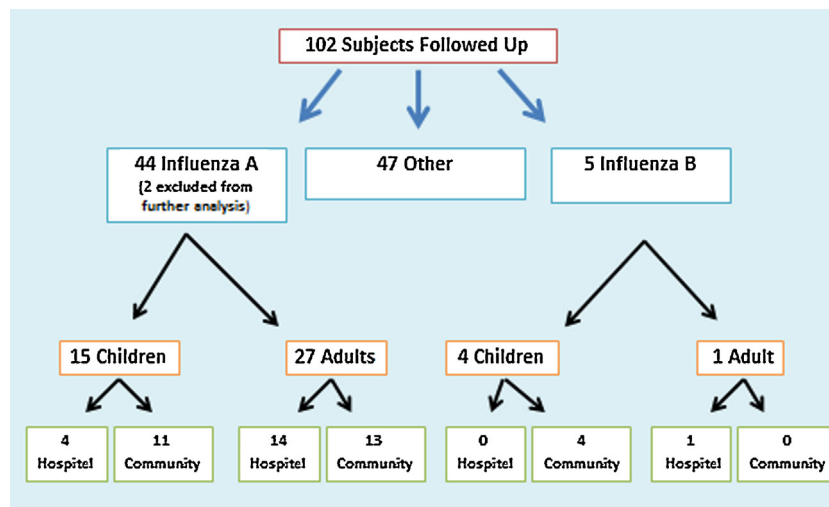 102 Subjects Followed Up
44 Influenza A
(2 excluded from
further analysis)
47 Other
5 Influenza B
15 Children
27 Adults
4 Children
1 Adult
4
Hospitel
11
Community
14
Hospitel
13
Community
0
Hospitel
4
Community
1
Hospitel
0
Community